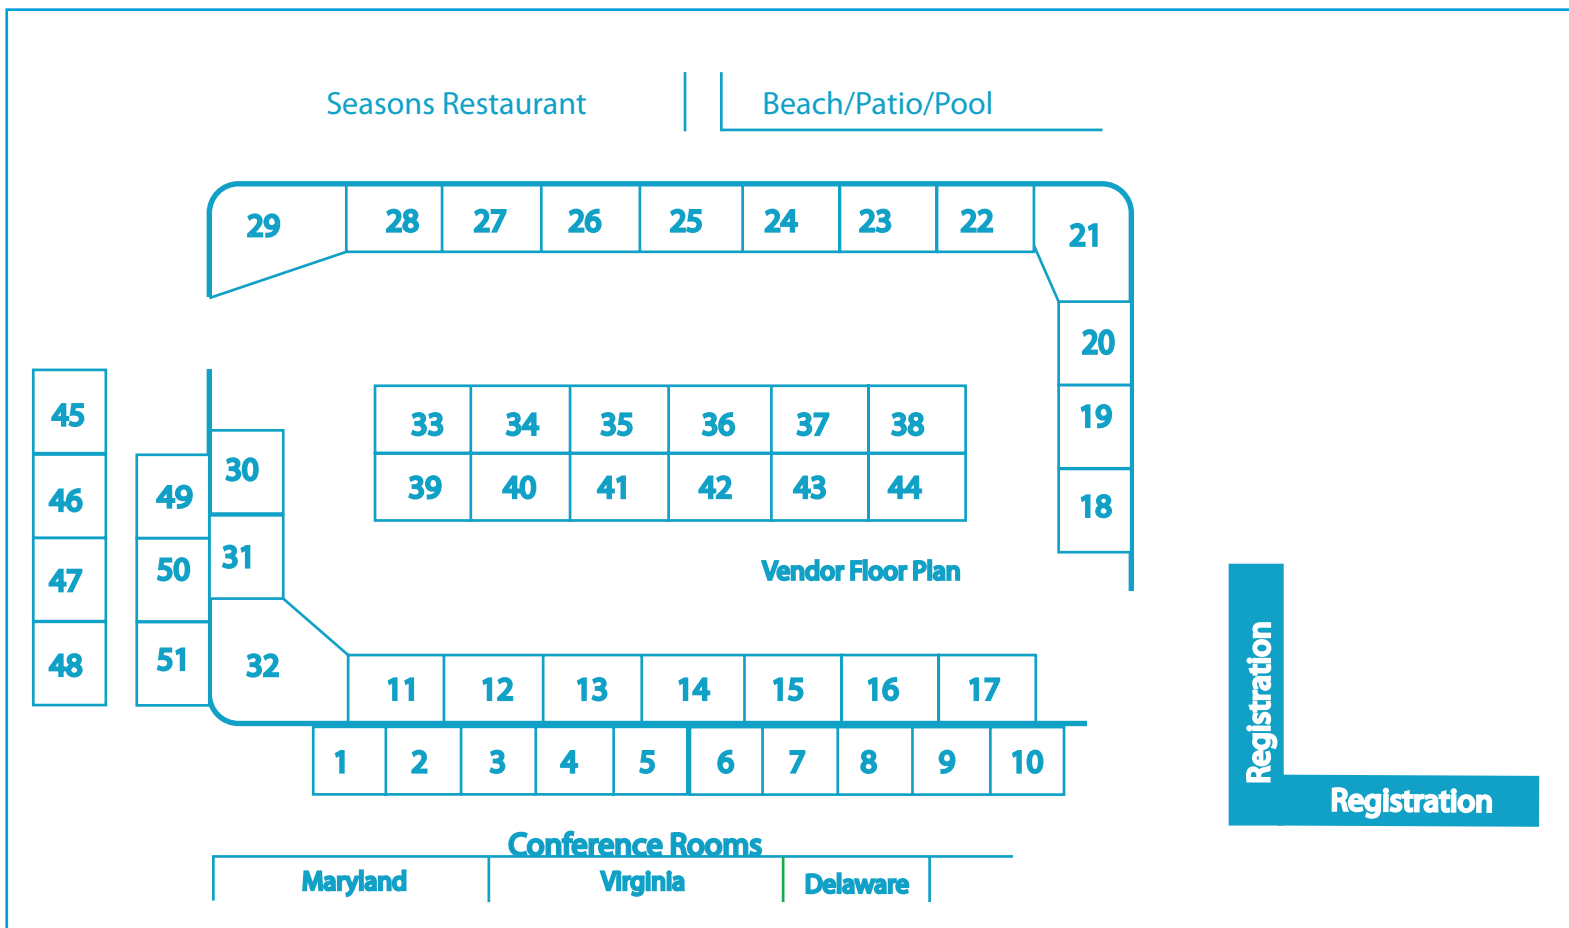 Seasons Restaurant
Beach/Patio/Pool
29 28 27 26 25 24 23 22 21
20
19
18
33 34 35 36 37 38
39 40 41 42 43 44
45
46
47
48
49
50
51
30
31
32
Vendor Floor Plan
11 12 13 14 15 16 17
1 2 3 4 5 6 7 8 9 10
Registration
Registration
Conference Rooms
Maryland Virginia Delaware